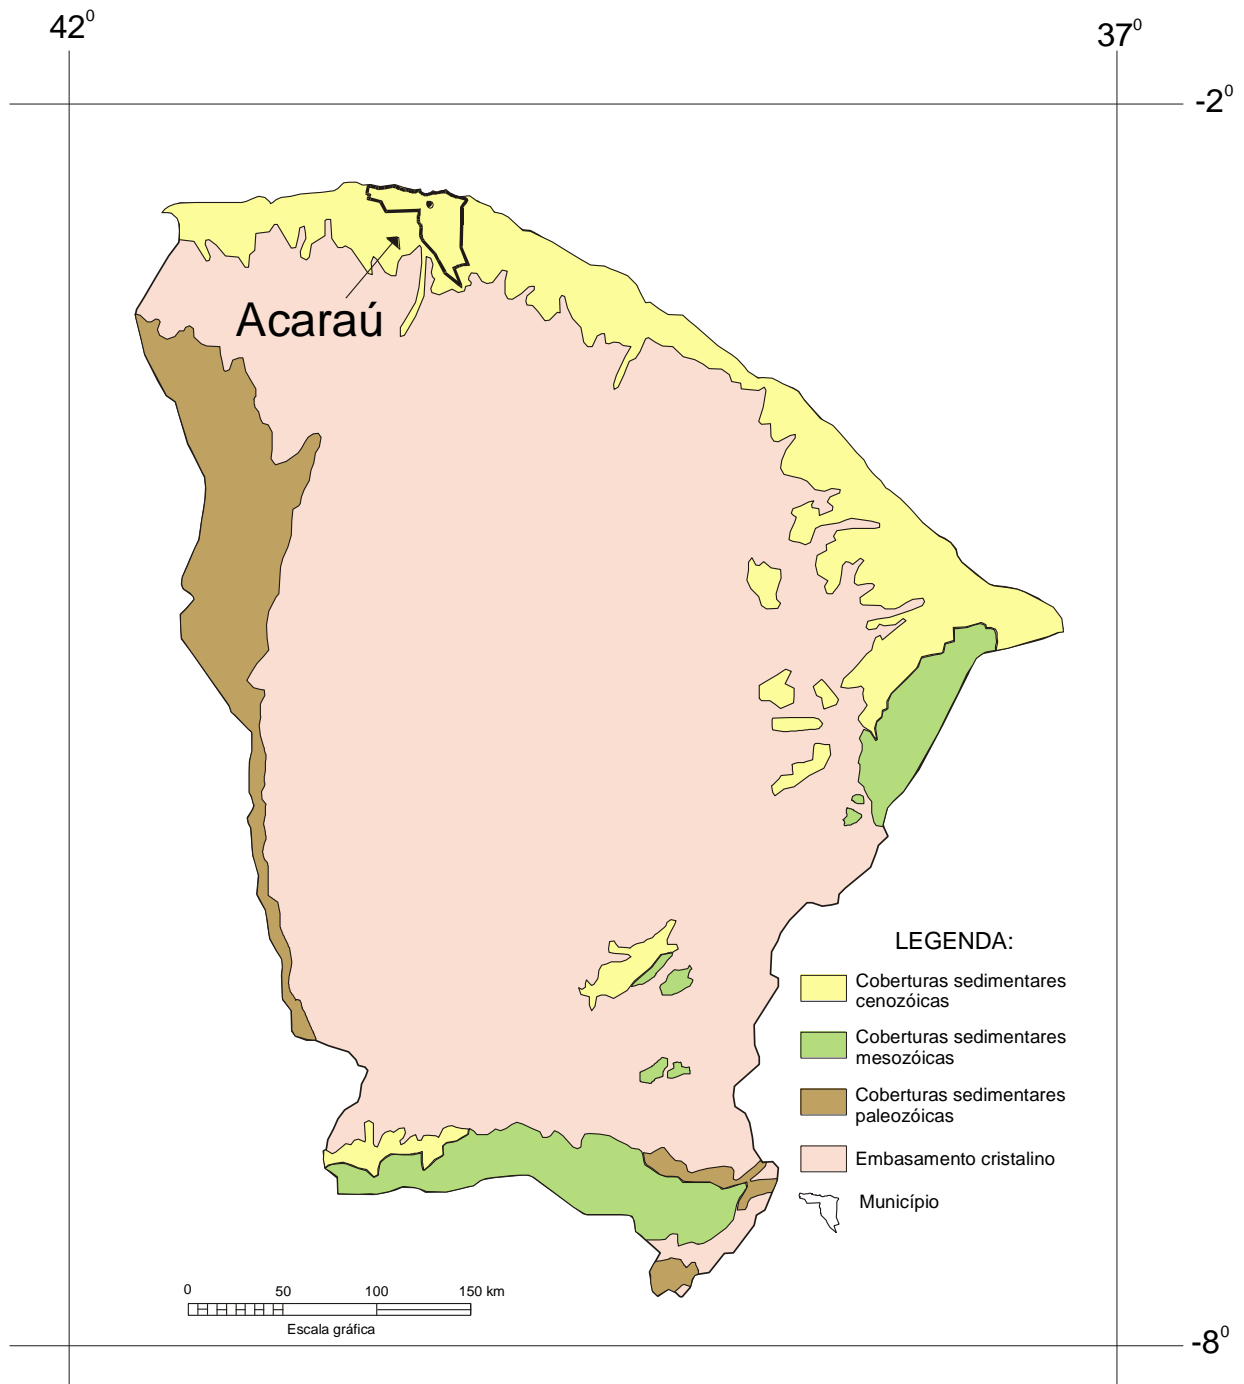 42⁰
37⁰
-2⁰
Acaraú
LEGENDA:
Coberturas sedimentares
cenozóicas
Coberturas sedimentares
mesozóicas
Coberturas sedimentares
paleozóicas
Embasamento cristalino
Município
0 50 100 150 km
Escala gráfica
-8⁰